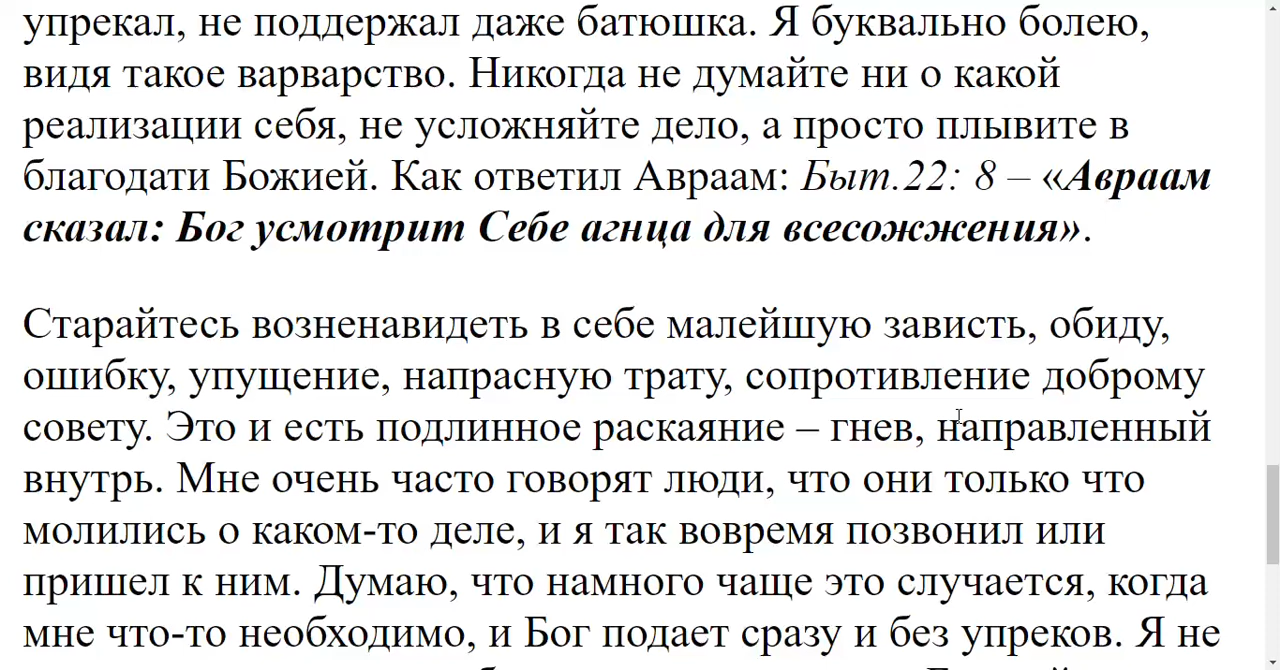 упрекал, не поддержал даже батюшка. Я буквально болею,
видя такое варварство. Никогда не думайте ни о какой
реализации себя, не усложняйте дело, а просто плывите в
благодати Божией. Как ответил Авраам: Быт.22: 8 – «Авраам
сказал: Бог усмотрит Себе агнца для всесожжения».
Старайтесь возненавидеть в себе малейшую зависть, обиду,
ошибку, упущение, напрасную трату, сопротивление доброму
совету. Это и есть подлинное раскаяние – гнев, направленный
внутрь. Мне очень часто говорят люди, что они только что
молились о каком-то деле, и я так вовремя позвонил или
пришел к ним. Думаю, что намного чаще это случается, когда
мне что-то необходимо, и Бог подает сразу и без упреков. Я не